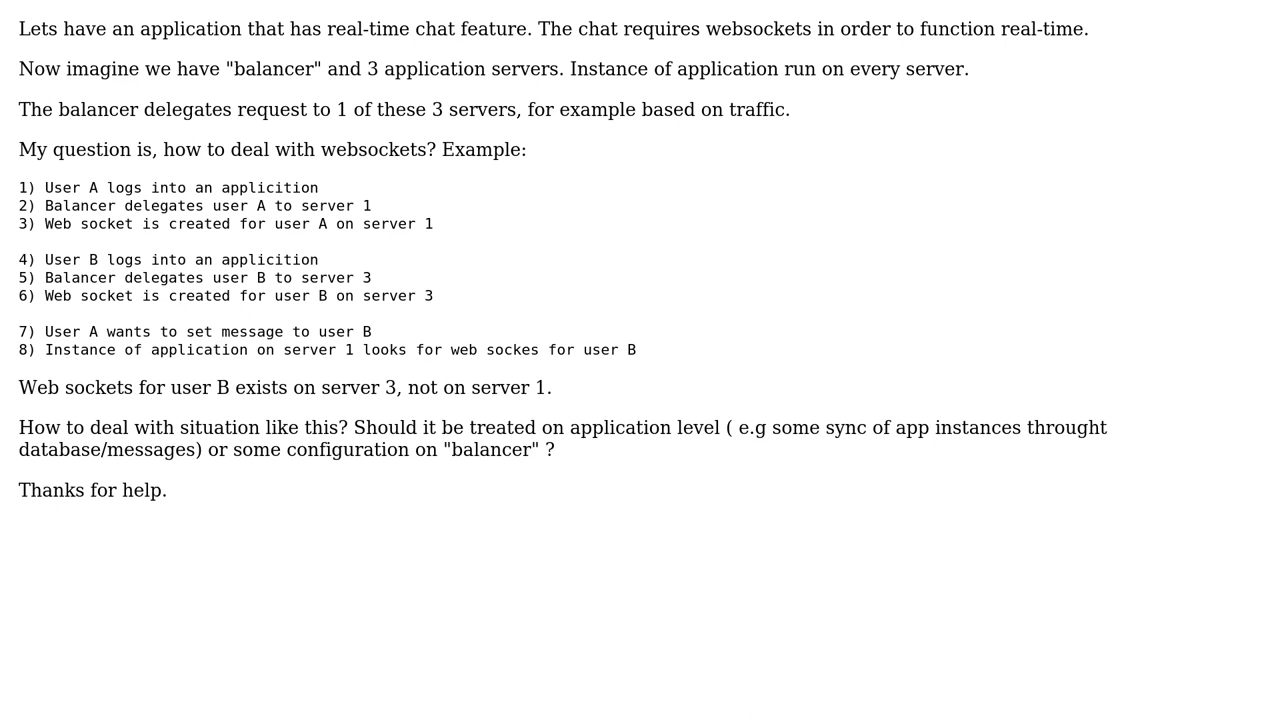 Lets have an application that has real-time chat feature. The chat requires websockets in order to function real-time.
Now imagine we have "balancer" and 3 application servers. Instance of application run on every server.
The balancer delegates request to 1 of these 3 servers, for example based on traffic.
My question is, how to deal with websockets? Example:
1) User A logs into an applicition
2) Balancer delegates user A to server 1
3) Web socket is created for user A on server 1
4) User B logs into an applicition
5) Balancer delegates user B to server 3
6) Web socket is created for user B on server 3
7) User A wants to set message to user B
8) Instance of application on server 1 looks for web sockes for user B
Web sockets for user B exists on server 3, not on server 1.
How to deal with situation like this? Should it be treated on application level ( e.g some sync of app instances throught
database/messages) or some configuration on "balancer" ?
Thanks for help.